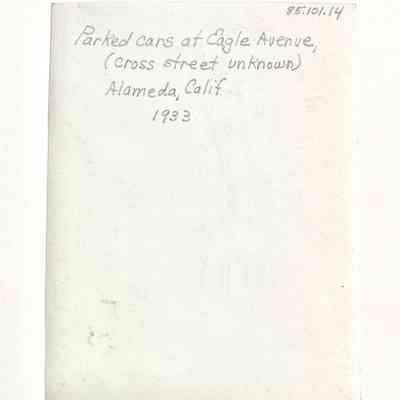 85.101.14
Parked cars at Eagle Avenue,
(cross street unknown)
Alameda, Calif.
1933